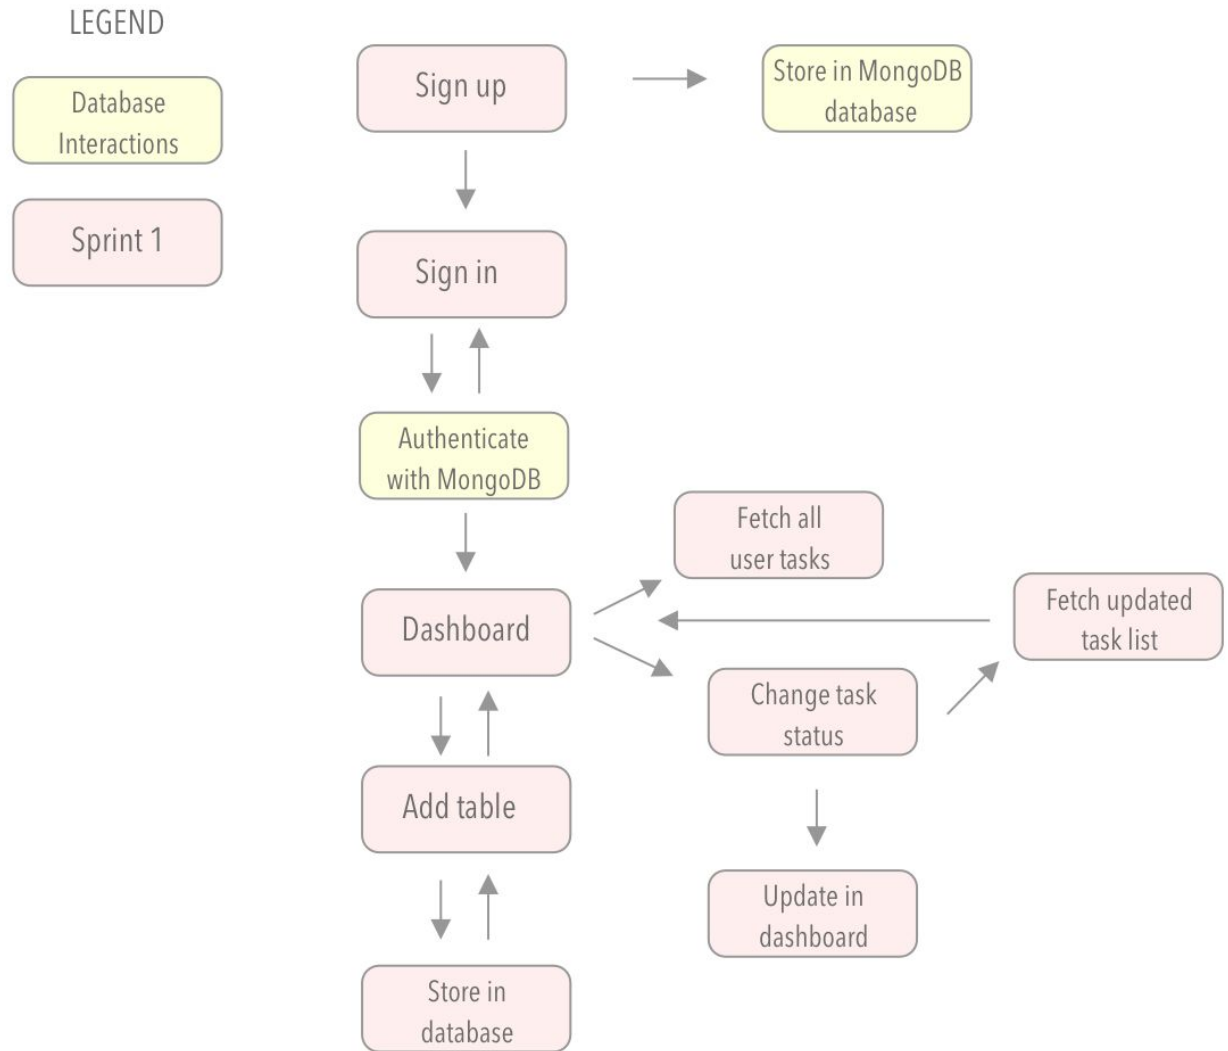 LEGEND
Database
Interactions
Sprint 1
Sign up
Store in MongoDB
database
Sign in
Authenticate
with MongoDB
Fetch all
user tasks
Dashboard
Fetch updated
task list
Change task
status
Add table
Update in
dashboard
Store in
database